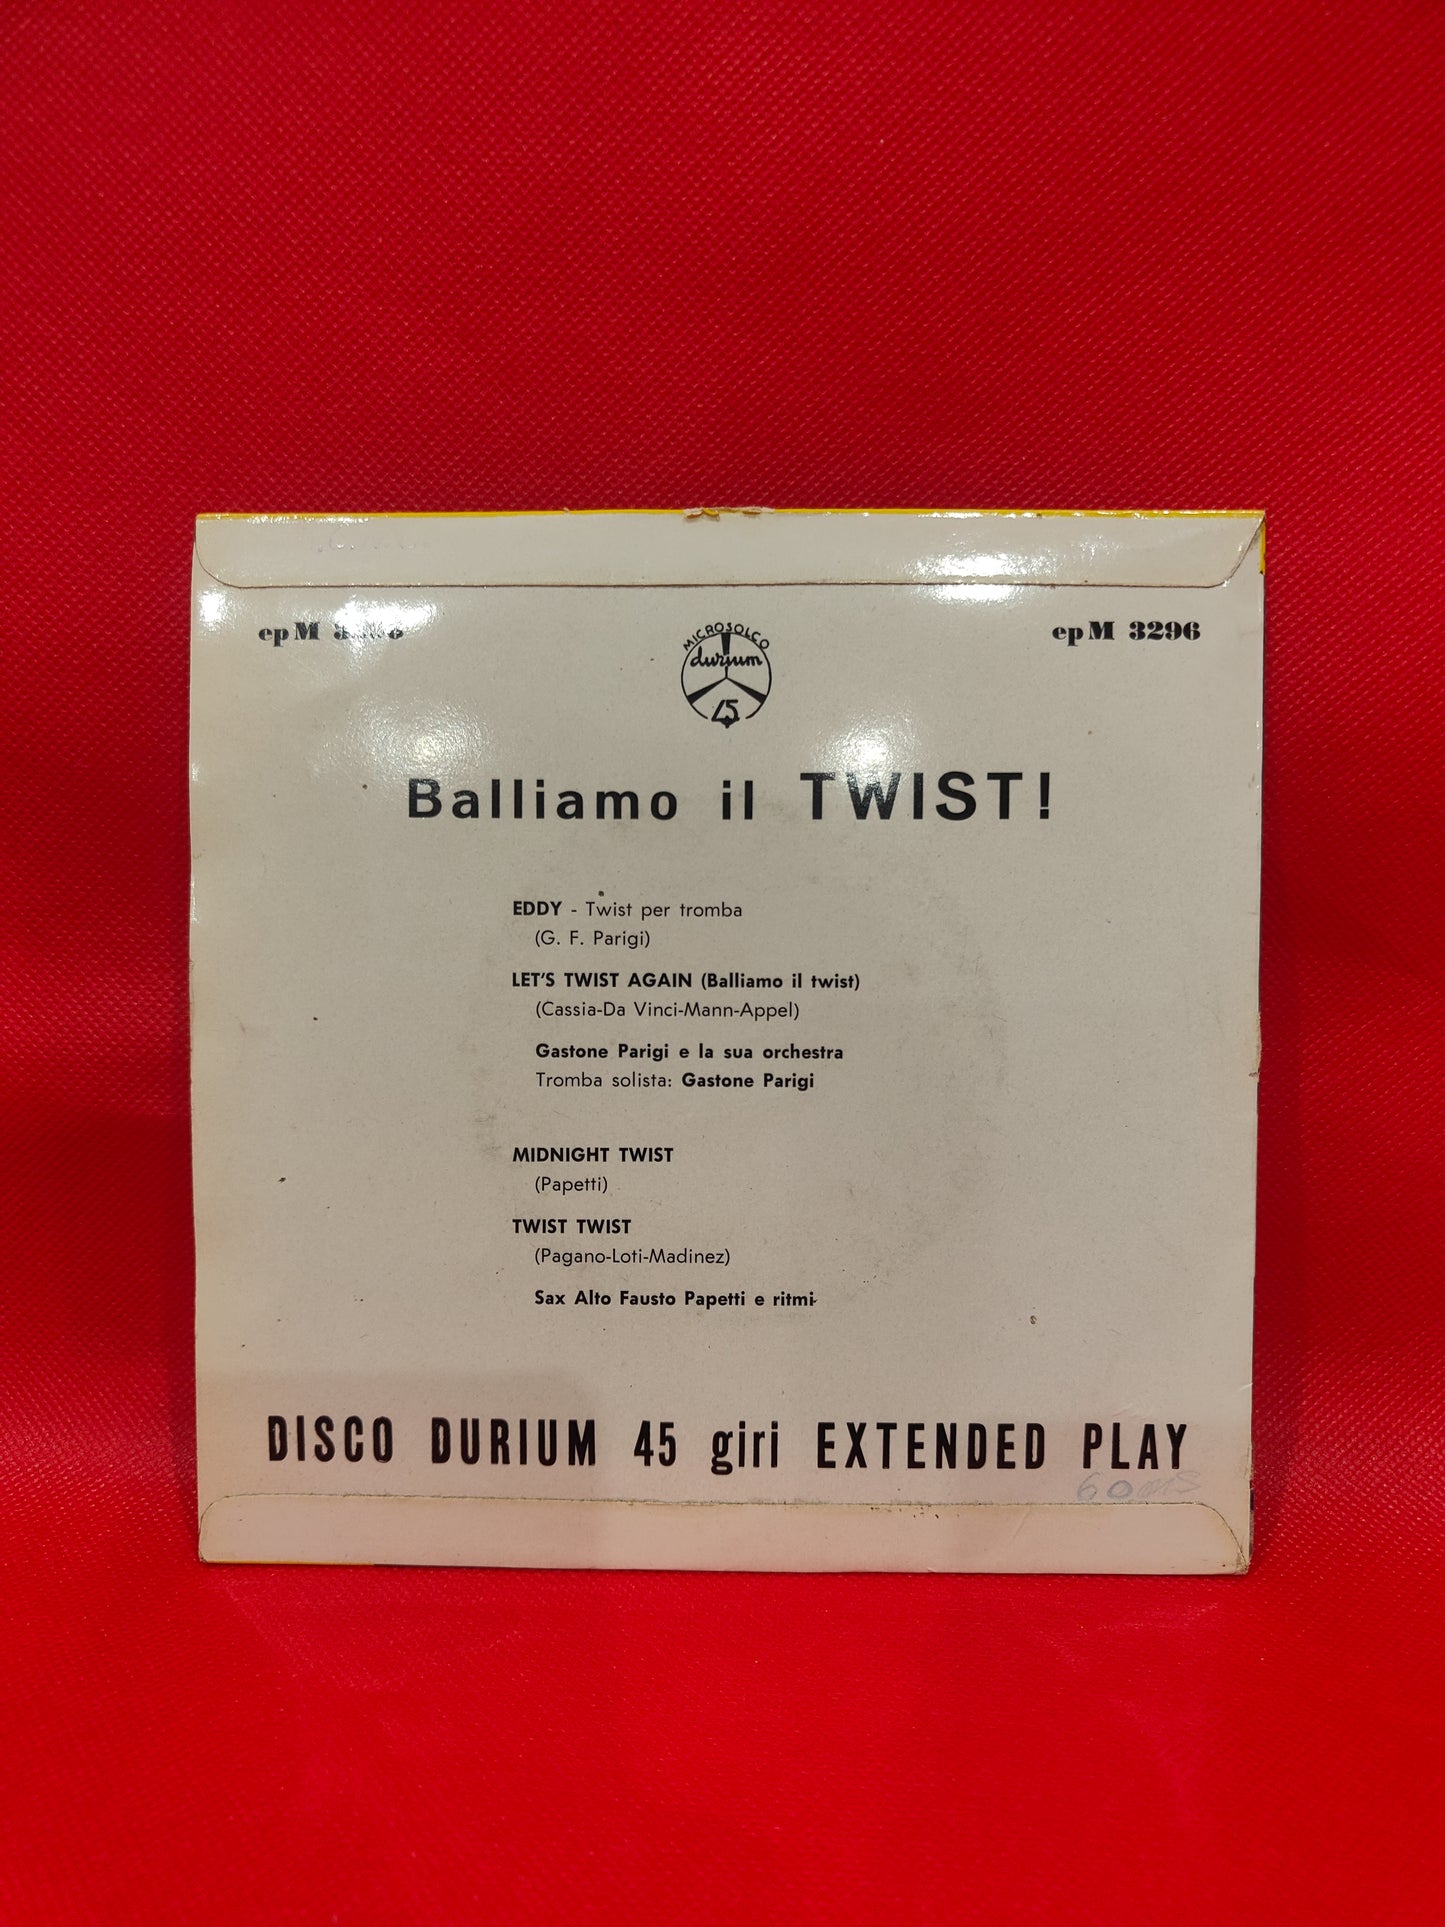 epM
epM 3296
MICROSOLCO
durium
45
Balliamo il TWIST!
EDDY - Twist per tromba
(G. F. Parigi)
LET'S TWIST AGAIN (Balliamo il twist)
(Cassia-Da Vinci-Mann-Appel)
Gastone Parigi e la sua orchestra
Tromba solista: Gastone Parigi
MIDNIGHT TWIST
(Papetti)
TWIST TWIST
(Pagano-Loti-Madinez)
Sax Alto Fausto Papetti e ritmi
DISCO DURIUM 45 giri EXTENDED PLAY